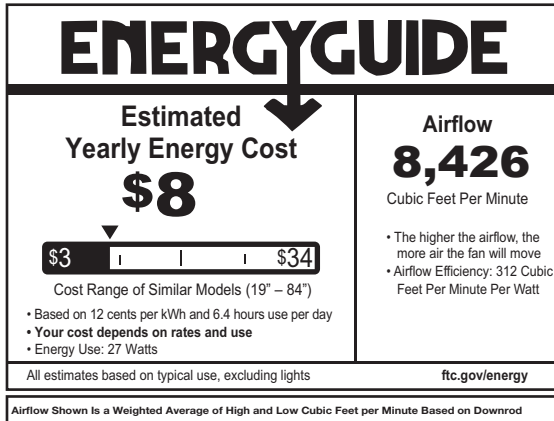 ENERGYGUIDE
Estimated
Yearly Energy Cost
$8
$3 $34
Cost Range of Similar Models (19” – 84”)
• Based on 12 cents per kWh and 6.4 hours use per day
• Your cost depends on rates and use
• Energy Use: 27 Watts
Airflow
8,426
Cubic Feet Per Minute
• The higher the airflow, the
more air the fan will move
• Airflow Efficiency: 312 Cubic
Feet Per Minute Per Watt
All estimates based on typical use, excluding lights
ftc.gov/energy
Airflow Shown Is a Weighted Average of High and Low Cubic Feet per Minute Based on Downrod